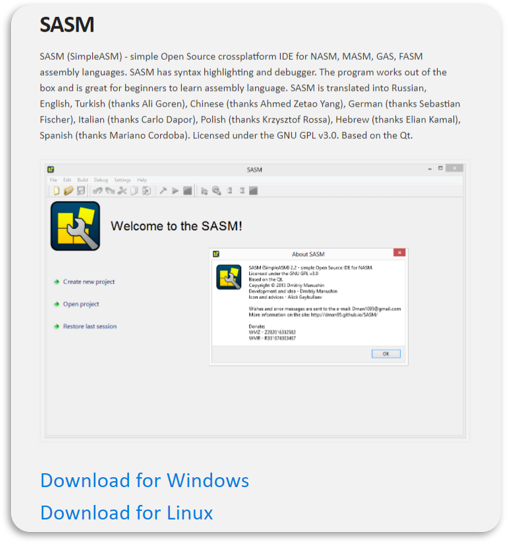 SASM
SASM (SimpleASM) - simple Open Source crossplatform IDE for NASM, MASM, GAS, FASM
assembly languages. SASM has syntax highlighting and debugger. The program works out of the
box and is great for beginners to learn assembly language. SASM is translated into Russian,
English, Turkish (thanks Ali Goren), Chinese (thanks Ahmed Zetao Yang), German (thanks Sebastian
Fischer), Italian (thanks Carlo Dapor), Polish (thanks Krzysztof Rossa), Hebrew (thanks Elian Kamal),
Spanish (thanks Mariano Cordoba). Licensed under the GNU GPL v3.0. Based on the Qt.
SASM
File Edit Build Debug Settings Help
Welcome to the SASM!
About SASM
SASM (SimpleASM) 2.2 - simple Open Source IDE for NASM.
Licensed under the GNU GPL v3.0
Based on the Qt.
Copyright © 2013 Dmitriy Manushin
Development and idea - Dmitriy Manushin
Icon and advices -
Wishes and error messages are sent to the e-mail: Dman1095@gmail.com
More information on the site: http://dman95.github.io/SASM/
Donate:
WMZ -
WMR -
OK
Create new project
Open project
Restore last session
Download for Windows
Download for Linux